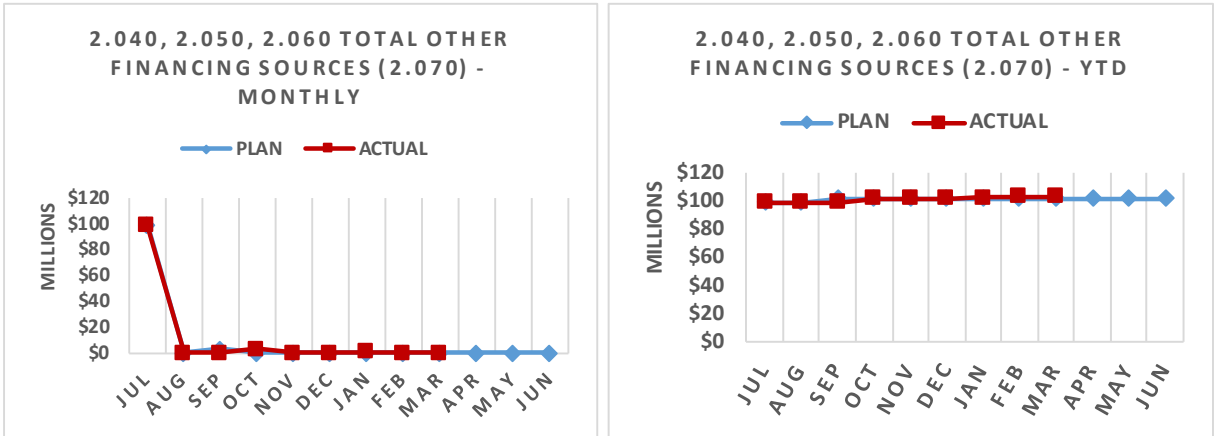 2.040, 2.050, 2.060 TOTAL OTHER
FINANCING SOURCES (2.070) -
MONTHLY
PLAN ACTUAL
MILLIONS
$120
$100
$80
$60
$40
$20
$0
JUL AUG SEP OCT NOV DEC JAN FEB MAR APR MAY JUN
2.040, 2.050, 2.060 TOTAL OTHER
FINANCING SOURCES (2.070) - YTD
PLAN ACTUAL
MILLIONS
$120
$100
$80
$60
$40
$20
$0
JUL AUG SEP OCT NOV DEC JAN FEB MAR APR MAY JUN